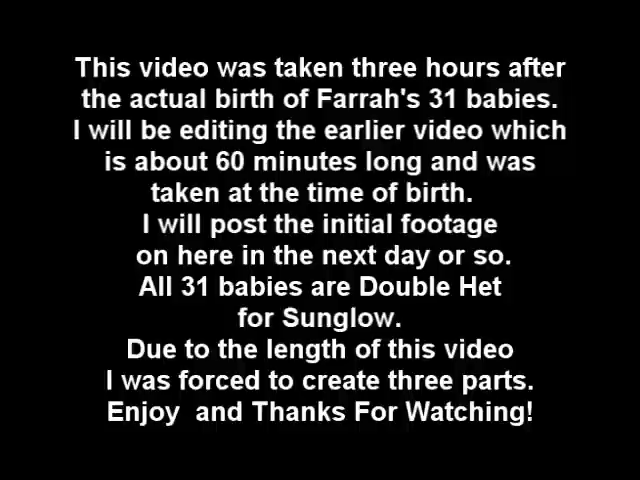 This video was taken three hours after
the actual birth of Farrah's 31 babies.
I will be editing the earlier video which
is about 60 minutes long and was
taken at the time of birth.
I will post the initial footage
on here in the next day or so.
All 31 babies are Double Het
for Sunglow.
Due to the length of this video
I was forced to create three parts.
Enjoy  and Thanks For Watching!